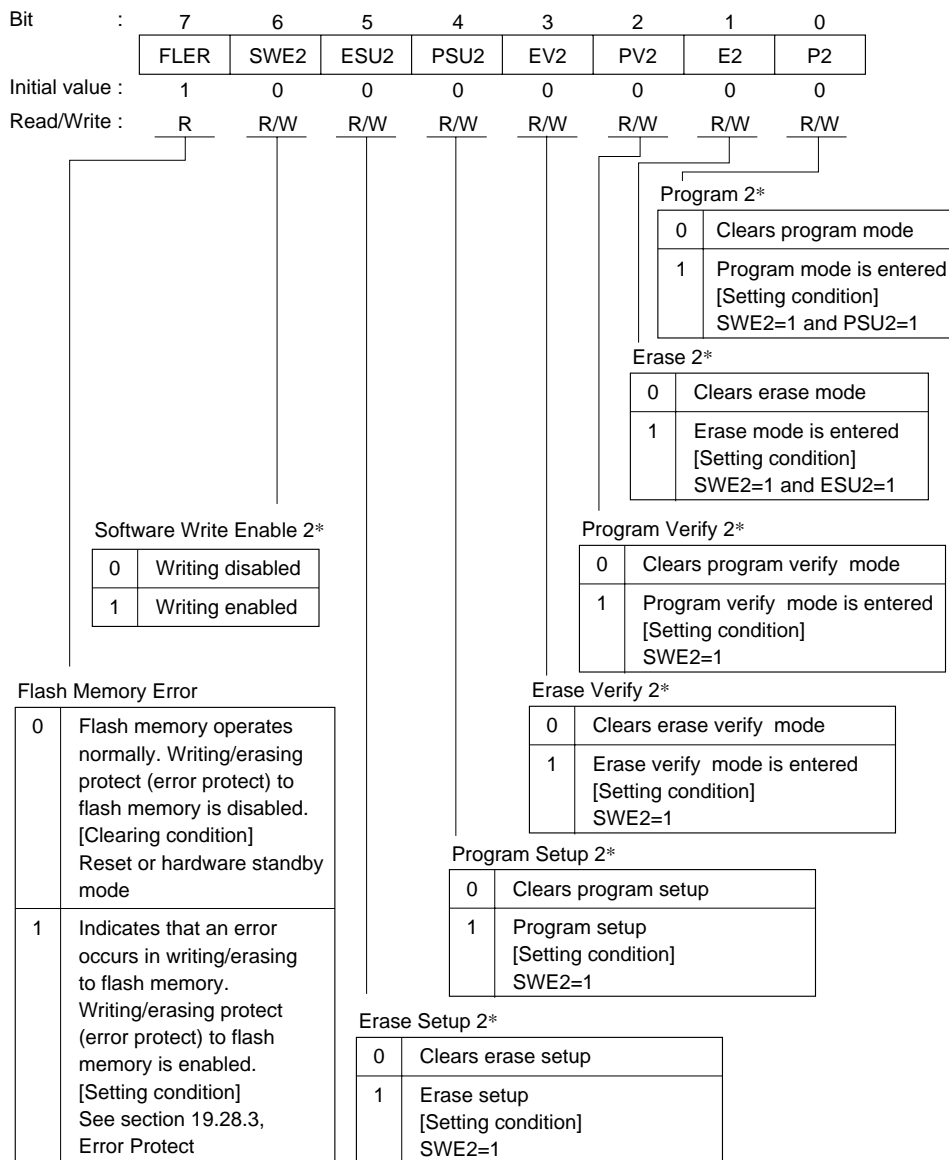 Bit : 7 6 5 4 3 2 1 0
FLER SWE2 ESU2 PSU2 EV2 PV2 E2 P2
Initial value : 1 0 0 0 0 0 0 0
Read/Write : R R/W R/W R/W R/W R/W R/W R/W
Program 2*
0 Clears program mode
1 Program mode is entered
[Setting condition]
SWE2=1 and PSU2=1
Erase 2*
0 Clears erase mode
1 Erase mode is entered
[Setting condition]
SWE2=1 and ESU2=1
Software Write Enable 2*
0 Writing disabled
1 Writing enabled
Program Verify 2*
0 Clears program verify mode
1 Program verify mode is entered
[Setting condition]
SWE2=1
Flash Memory Error
0 Flash memory operates
normally. Writing/erasing
protect (error protect) to
flash memory is disabled.
[Clearing condition]
Reset or hardware standby
mode
1 Indicates that an error
occurs in writing/erasing
to flash memory.
Writing/erasing protect
(error protect) to flash
memory is enabled.
[Setting condition]
See section 19.28.3,
Error Protect
Erase Verify 2*
0 Clears erase verify mode
1 Erase verify mode is entered
[Setting condition]
SWE2=1
Program Setup 2*
0 Clears program setup
1 Program setup
[Setting condition]
SWE2=1
Erase Setup 2*
0 Clears erase setup
1 Erase setup
[Setting condition]
SWE2=1